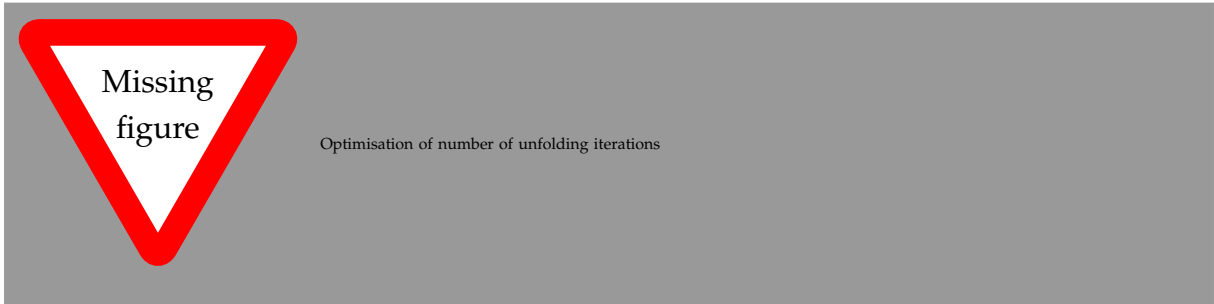 Missing
figure
Optimisation of number of unfolding iterations